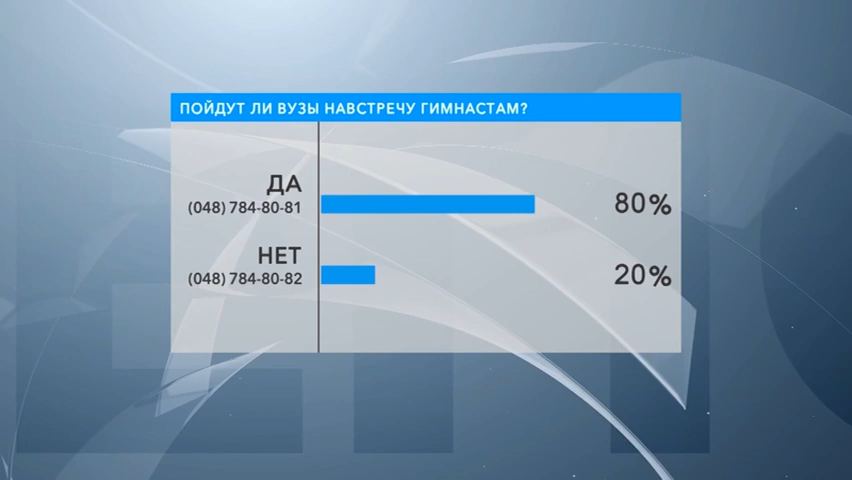 ПОЙДУТ ЛИ ВУЗЫ НАВСТРЕЧУ ГИМНАСТАМ?
ДА
(048) 784-80-81
80%
НЕТ
(048) 784-80-82
20%